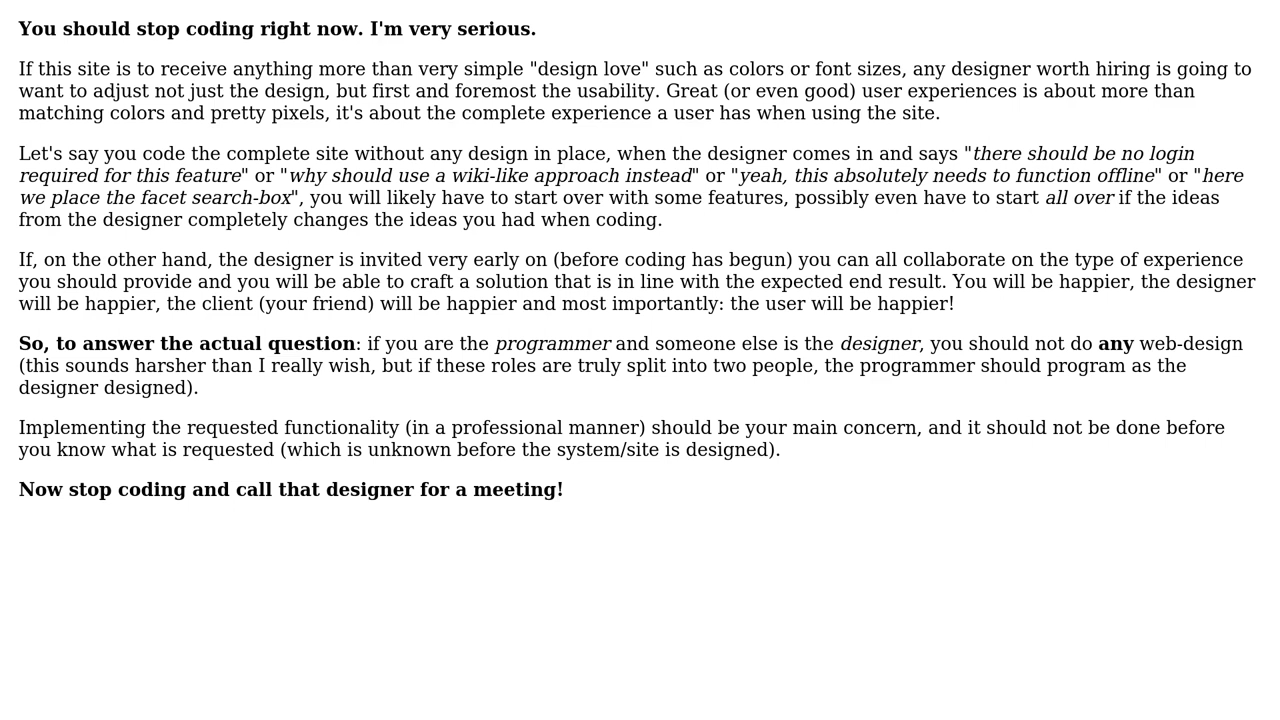 You should stop coding right now. I'm very serious.
If this site is to receive anything more than very simple "design love" such as colors or font sizes, any designer worth hiring is going to
want to adjust not just the design, but first and foremost the usability. Great (or even good) user experiences is about more than
matching colors and pretty pixels, it's about the complete experience a user has when using the site.
Let's say you code the complete site without any design in place, when the designer comes in and says "there should be no login
required for this feature" or "why should use a wiki-like approach instead" or "yeah, this absolutely needs to function offline" or "here
we place the facet search-box", you will likely have to start over with some features, possibly even have to start all over if the ideas
from the designer completely changes the ideas you had when coding.
If, on the other hand, the designer is invited very early on (before coding has begun) you can all collaborate on the type of experience
you should provide and you will be able to craft a solution that is in line with the expected end result. You will be happier, the designer
will be happier, the client (your friend) will be happier and most importantly: the user will be happier!
So, to answer the actual question: if you are the programmer and someone else is the designer, you should not do any web-design
(this sounds harsher than I really wish, but if these roles are truly split into two people, the programmer should program as the
designer designed).
Implementing the requested functionality (in a professional manner) should be your main concern, and it should not be done before
you know what is requested (which is unknown before the system/site is designed).
Now stop coding and call that designer for a meeting!